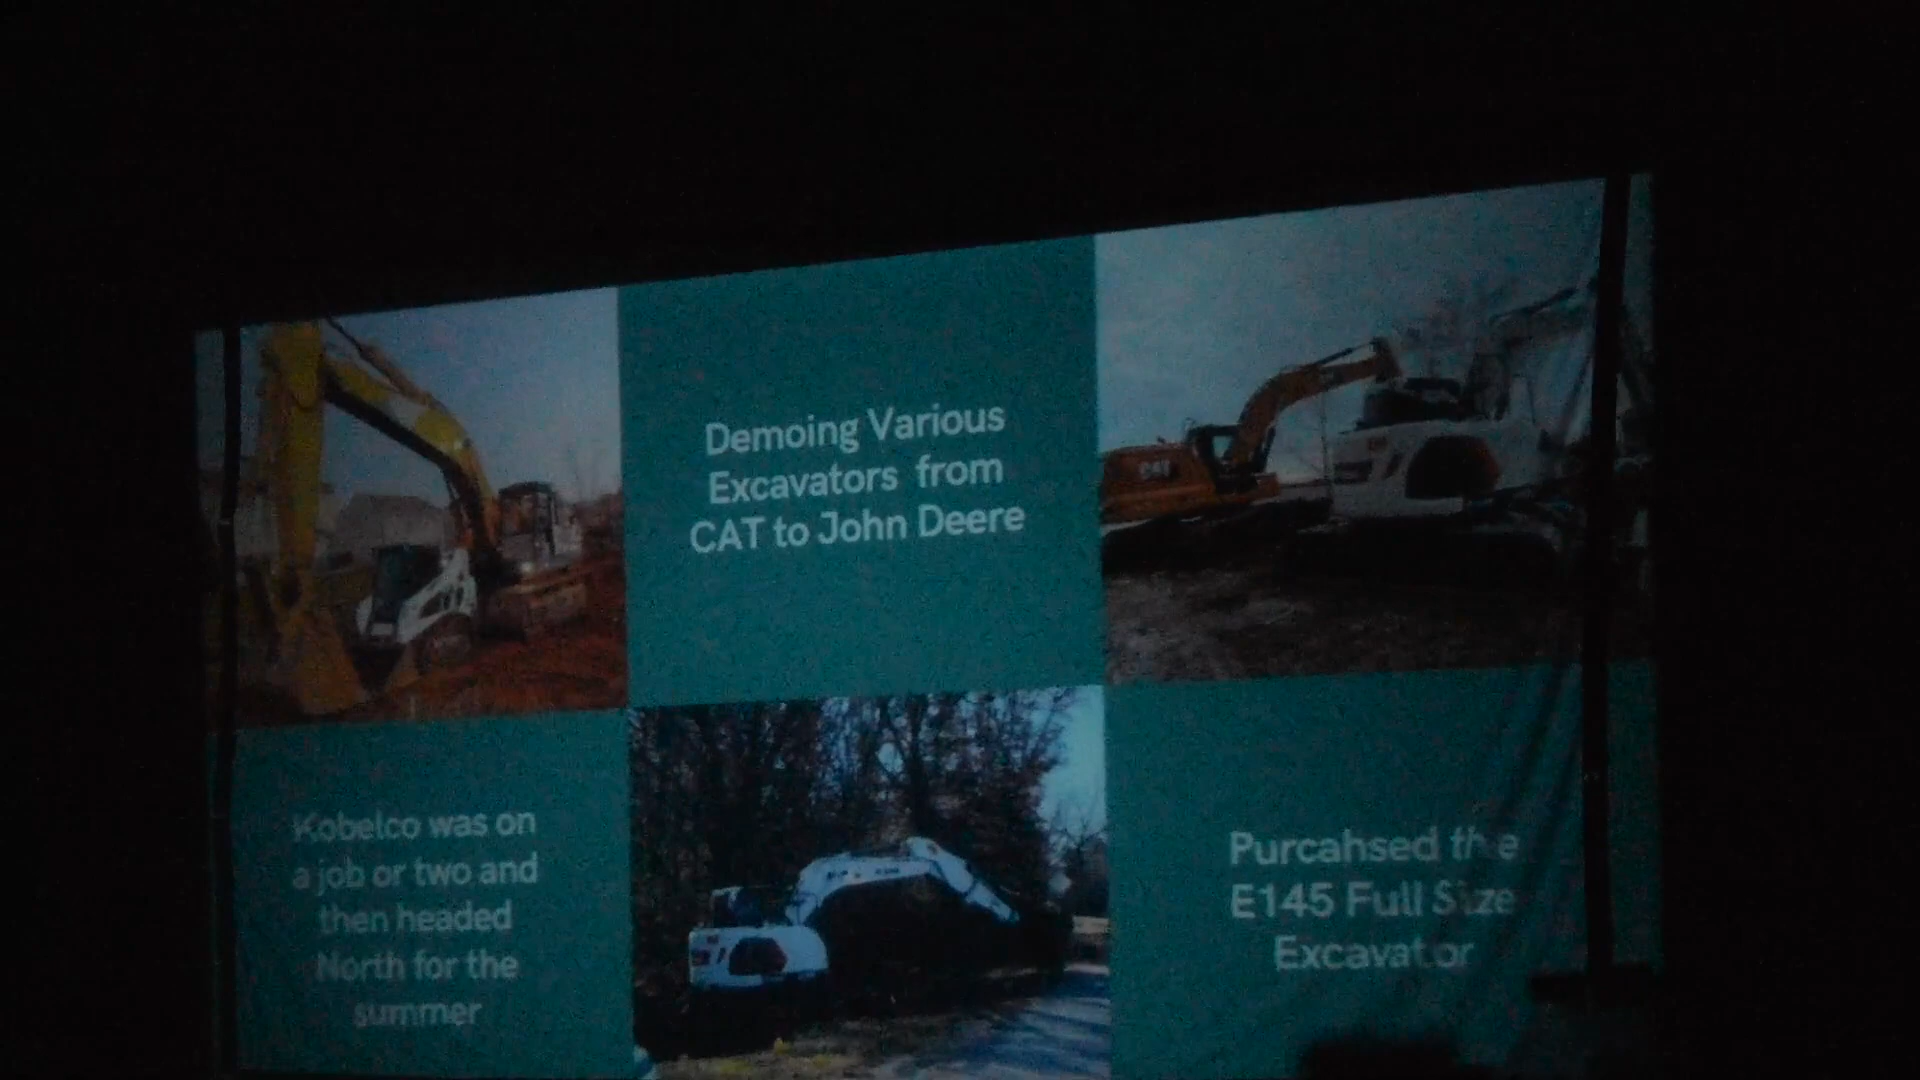 Demoing Various
Excavators from
CAT to John Deere
CAT
Kobelco was on
a job or two and
then headed
North for the
summer
Purcahsed the
E145 Full Size
Excavator